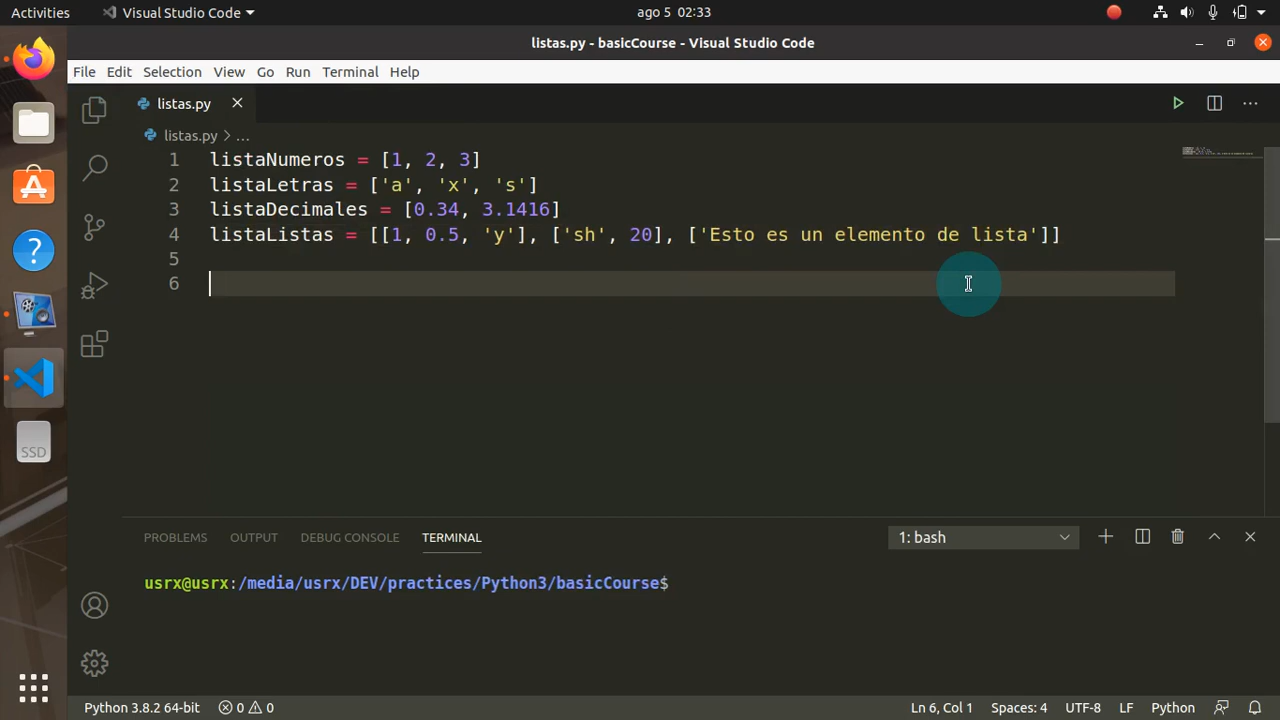 Activities
Visual Studio Code
ago 5 02:33
listas.py - basicCourse - Visual Studio Code
File Edit Selection View Go Run Terminal Help
listas.py
listas.py > ...
1 listaNumeros = [1, 2, 3]
2 listaLetras = ['a', 'x', 's']
3 listaDecimales = [0.34, 3.1416]
4 listaListas = [[1, 0.5, 'y'], ['sh', 20], ['Esto es un elemento de lista']]
5
6
PROBLEMS OUTPUT DEBUG CONSOLE TERMINAL
1: bash
usrx@usrx:/media/usrx/DEV/practices/Python3/basicCourse$
SSD
Python 3.8.2 64-bit 0 0 Ln 6, Col 1 Spaces: 4 UTF-8 LF Python